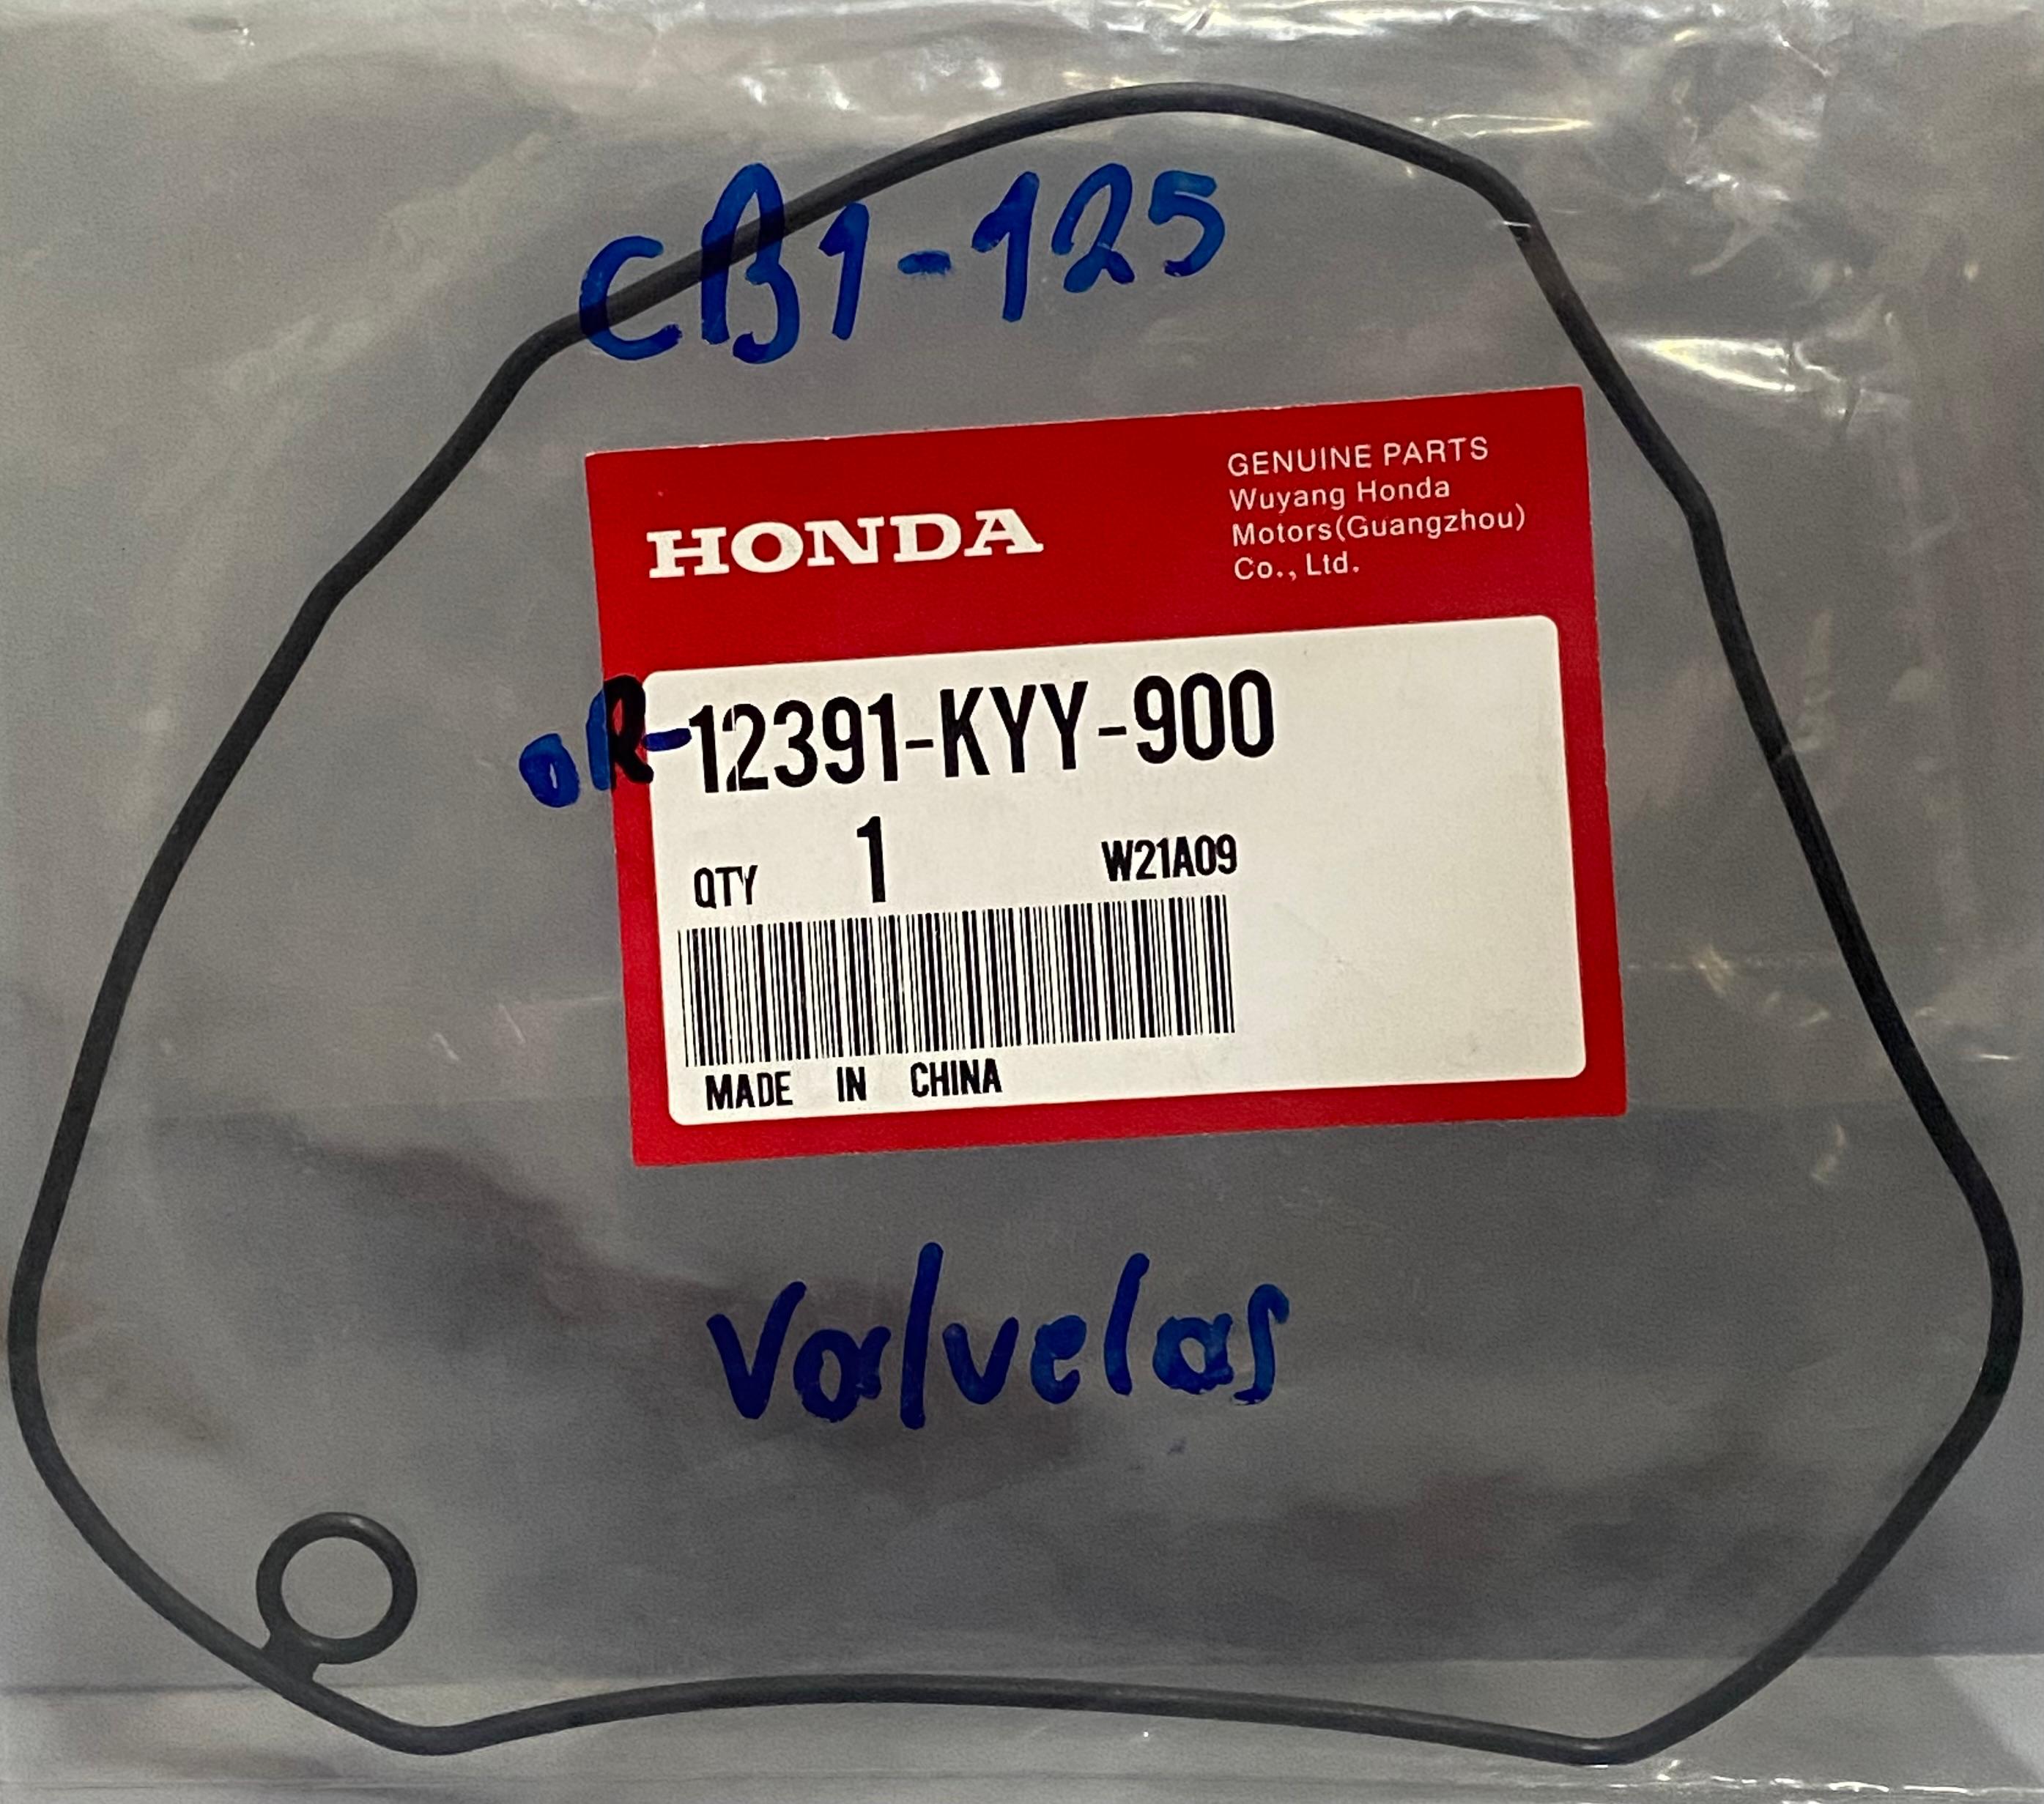 CB1-125
HONDA
GENUINE PARTS
Wuyang Honda
Motors(Guangzhou)
Co., Ltd.
OR-12391-KYY-900
QTY 1 W21A09
MADE IN CHINA
Valvelas